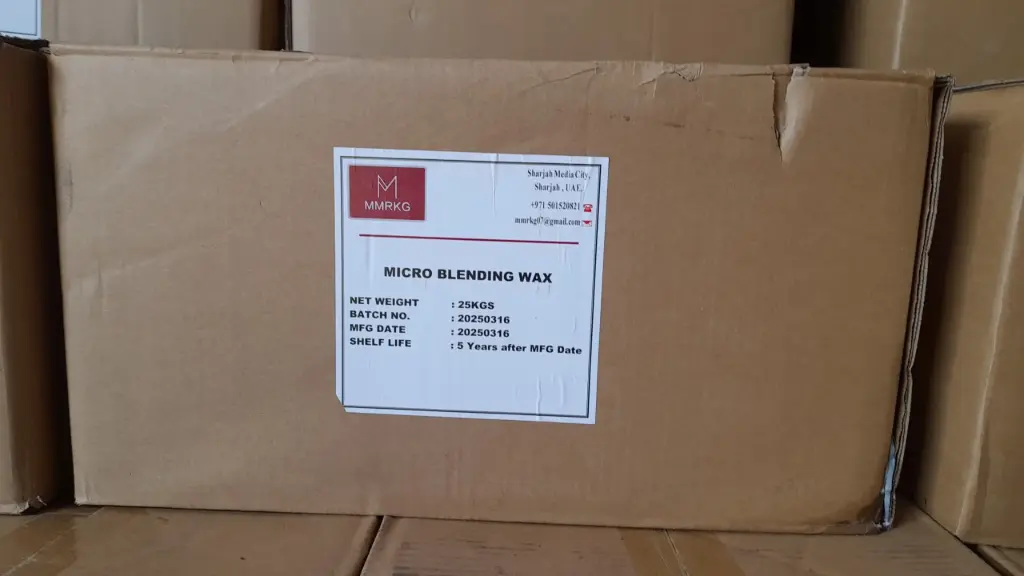 MMRKG
Sharjah Media City,
Sharjah , UAE.
+971 501520821
mmrkg07@gmail.com
MICRO BLENDING WAX
NET WEIGHT : 25KGS
BATCH NO. : 20250316
MFG DATE : 20250316
SHELF LIFE : 5 Years after MFG Date